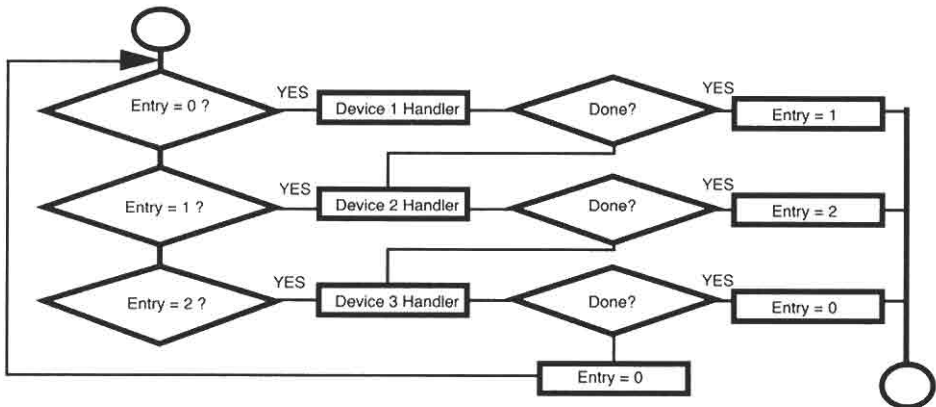 YES
YES
Entry = 0 ?
Device 1 Handler
Done?
Entry = 1
YES
YES
Entry = 1 ?
Device 2 Handler
Done?
Entry = 2
YES
YES
Entry = 2 ?
Device 3 Handler
Done?
Entry = 0
Entry = 0